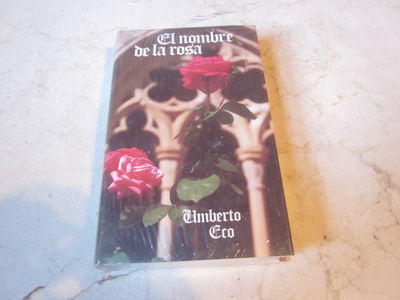 El nombre
de la rosa
Umberto
Eco